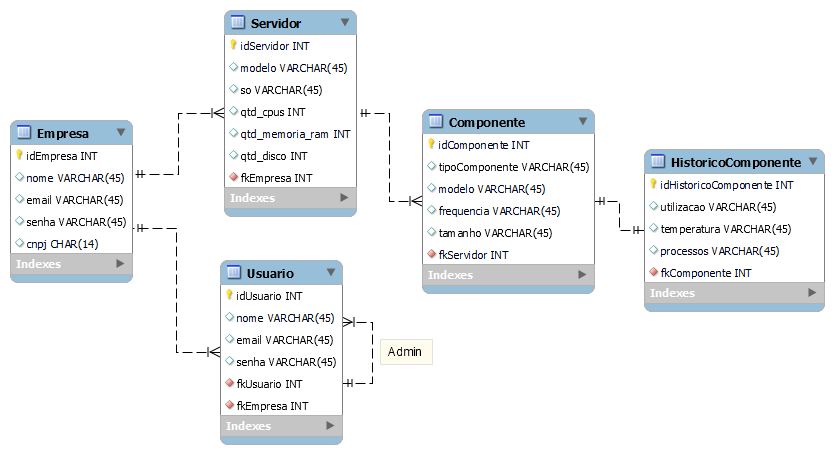 Servidor
idServidor INT
modelo VARCHAR(45)
so VARCHAR(45)
qtd_cpus INT
qtd_memoria_ram INT
qtd_disco INT
fkEmpresa INT
Indexes
Empresa
idEmpresa INT
nome VARCHAR(45)
email VARCHAR(45)
senha VARCHAR(45)
cnpj CHAR(14)
Indexes
Componente
idComponente INT
tipoComponente VARCHAR(45)
modelo VARCHAR(45)
frequencia VARCHAR(45)
tamanho VARCHAR(45)
fkServidor INT
Indexes
HistoricoComponente
idHistoricoComponente INT
utilizacao VARCHAR(45)
temperatura VARCHAR(45)
processos VARCHAR(45)
fkComponente INT
Indexes
Usuario
idUsuario INT
nome VARCHAR(45)
email VARCHAR(45)
senha VARCHAR(45)
fkUsuario INT
fkEmpresa INT
Indexes
Admin